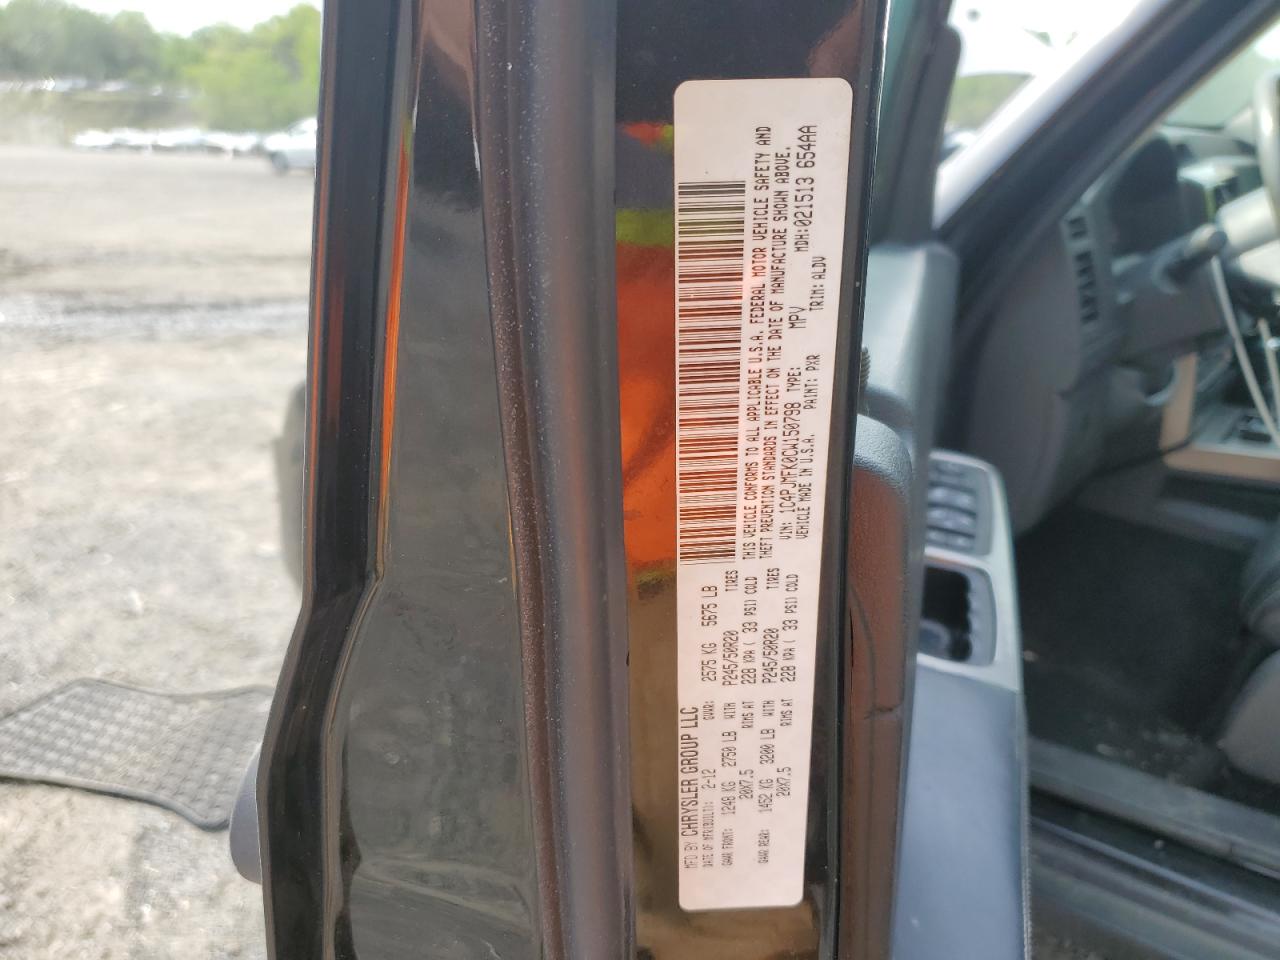 MFD BY CHRYSLER GROUP LLC
DATE OF MFR(BUILT): 2-12 GVWR: 2575 KG 5675 LB
GAWR FRONT: 1248 KG 2750 LB WITH P245/50R20 TIRES
20X7.5 RIMS AT 228 KPA ( 33 PSI) COLD
GAWR REAR: 1452 KG 3200 LB WITH P245/50R20 TIRES
20X7.5 RIMS AT 228 KPA ( 33 PSI) COLD
THIS VEHICLE CONFORMS TO ALL APPLICABLE U.S.A. FEDERAL MOTOR VEHICLE SAFETY AND
THEFT PREVENTION STANDARDS IN EFFECT ON THE DATE OF MANUFACTURE SHOWN ABOVE.
VIN: 1C4PJMFK0CW150798 TYPE: MPV MDH:021513 654AA
VEHICLE MADE IN U.S.A. PAINT: PXR TRIM: ALDV